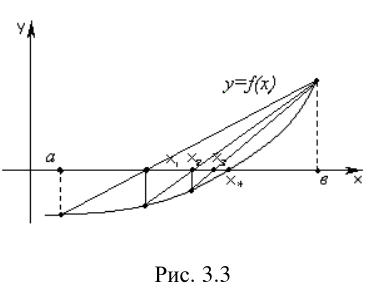 y
y=f(x)
a x₁ x₂ x₃
x* в x
Рис. 3.3